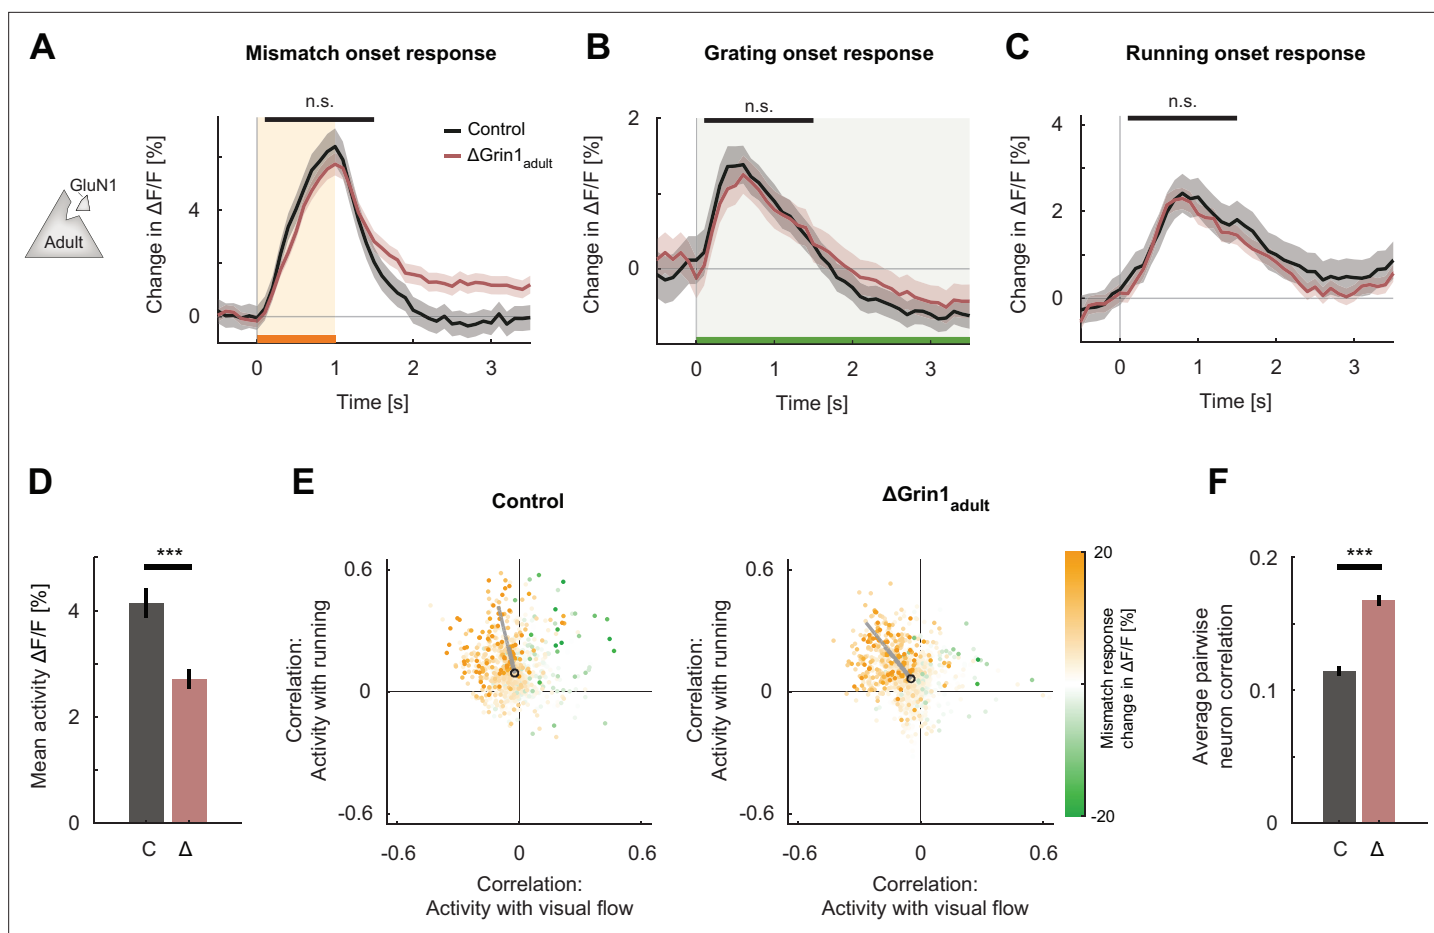 A
Mismatch onset response
n.s.
Control
ΔGrin1adult
GluN1
Adult
Change in ΔF/F [%]
4
0
0
1
2
3
Time [s]
B
Grating onset response
n.s.
Change in ΔF/F [%]
2
0
0
1
2
3
Time [s]
C
Running onset response
n.s.
Change in ΔF/F [%]
4
2
0
0
1
2
3
Time [s]
D
***
Mean activity ΔF/F [%]
4
2
0
C
Δ
E
Control
Correlation:
Activity with running
0.6
0
-0.6
-0.6
0
0.6
Correlation:
Activity with visual flow
ΔGrin1adult
Correlation:
Activity with running
0.6
0
-0.6
-0.6
0
0.6
Correlation:
Activity with visual flow
20
-20
Mismatch response
change in ΔF/F [%]
F
***
Average pairwise
neuron correlation
0.2
0.1
0
C
Δ